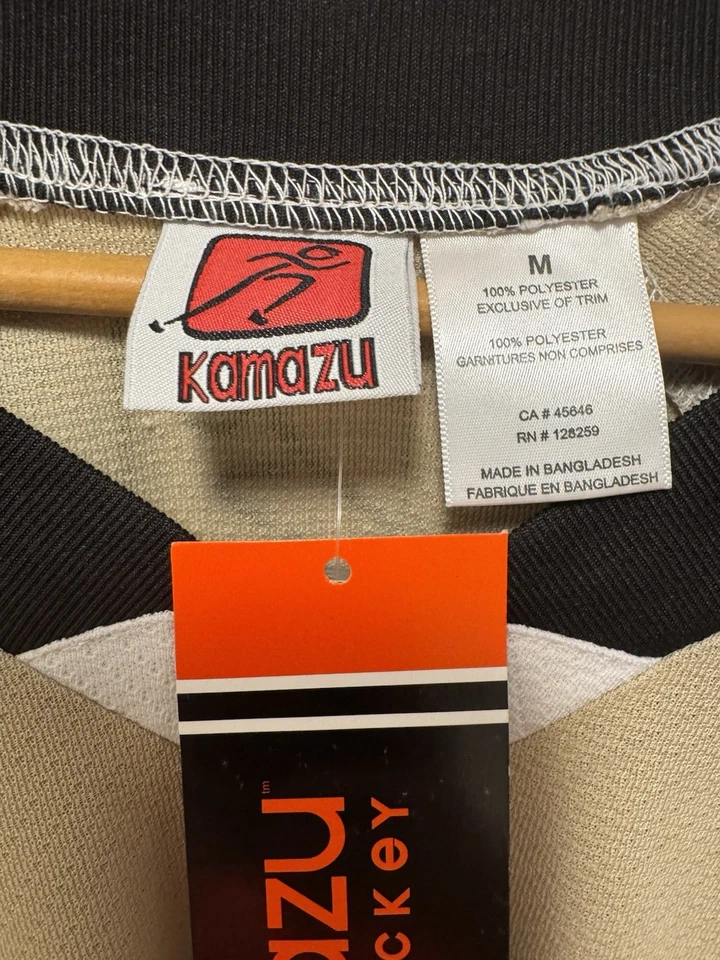 Kamazu
M
100% POLYESTER
EXCLUSIVE OF TRIM
100% POLYESTER
GARNITURES NON COMPRISES
CA # 45646
RN # 128259
MADE IN BANGLADESH
FABRIQUE EN BANGLADESH
azu tm
cKeY